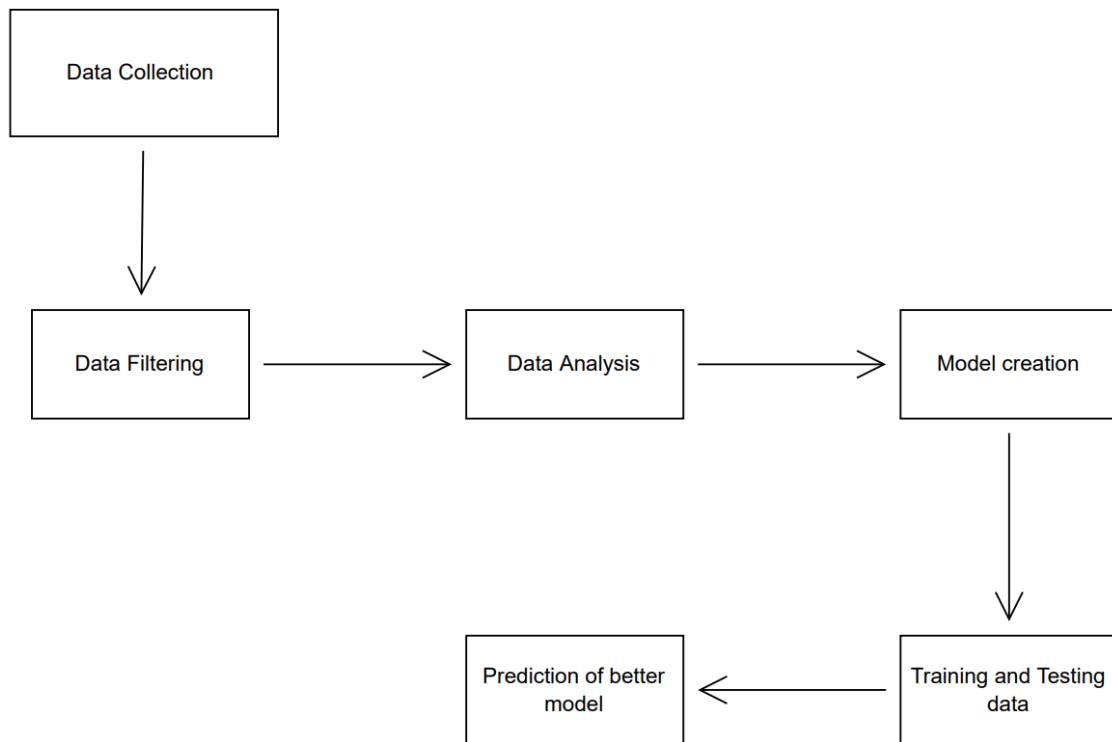 Data Collection
Data Filtering
Data Analysis
Model creation
Training and Testing
data
Prediction of better
model